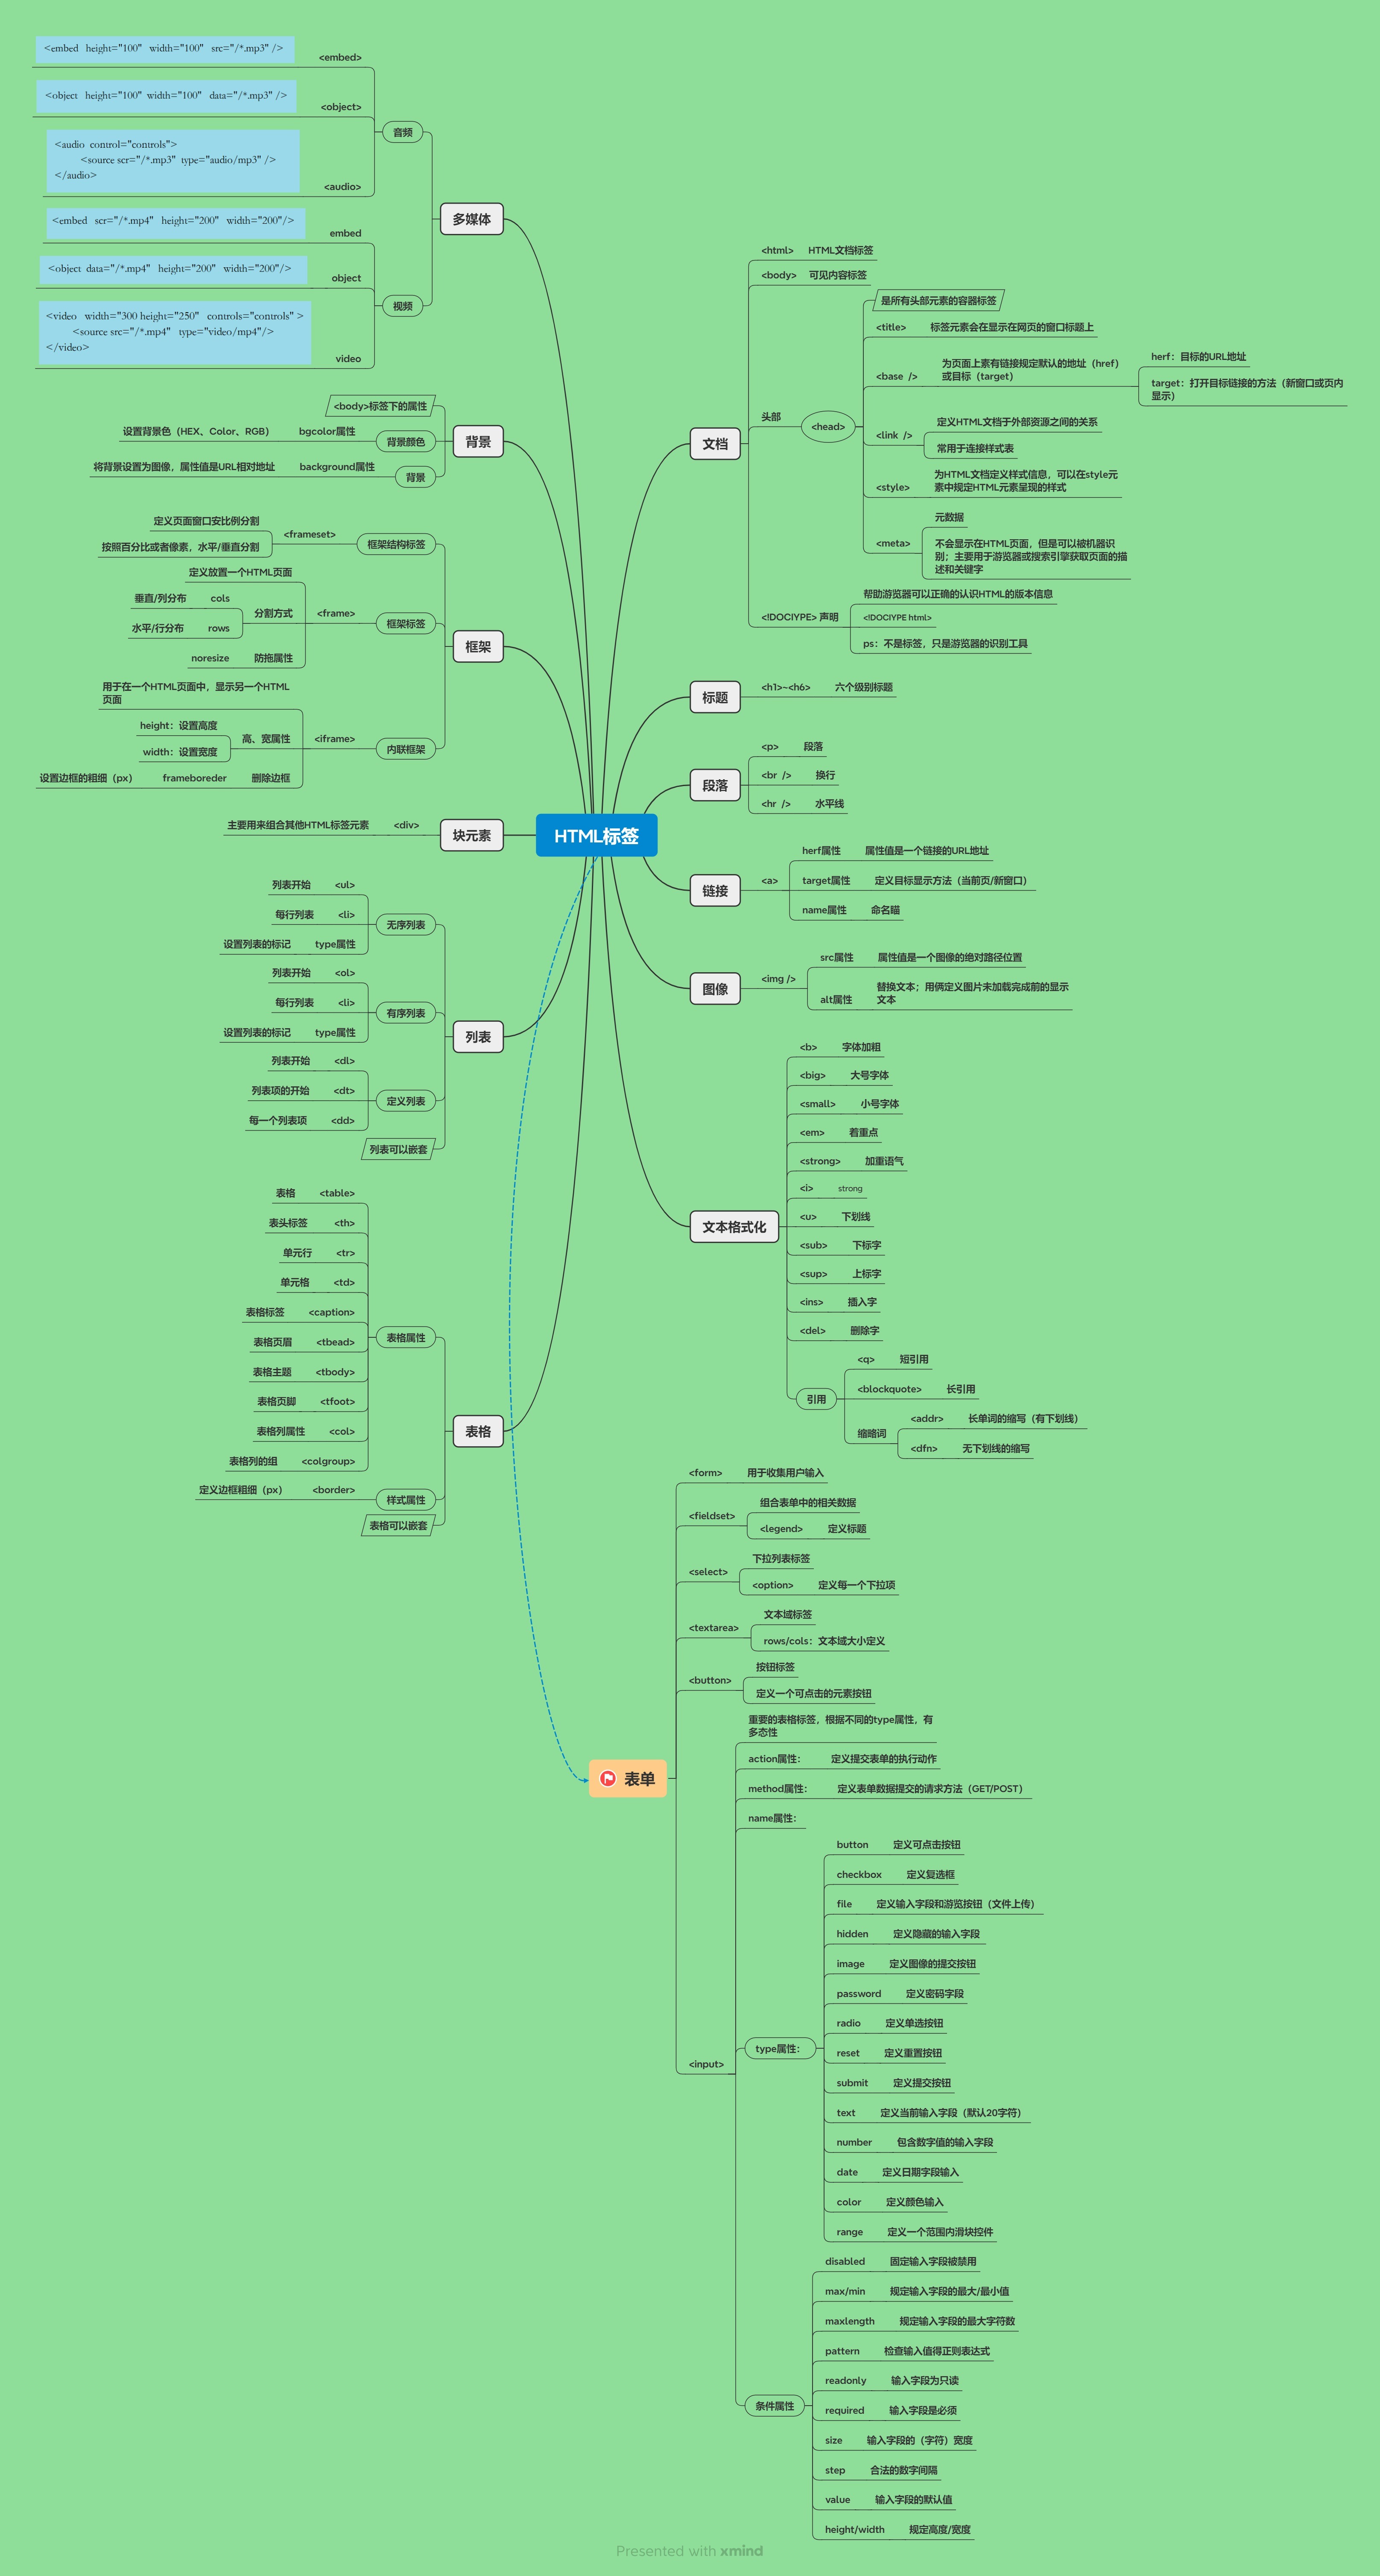 HTML标签
多媒体
音频
<embed>
<embed height="100" width="100" src="/*.mp3" />
<object>
<object height="100" width="100" data="/*.mp3" />
<audio>
<audio control="controls">
<source scr="/*.mp3" type="audio/mp3" />
</audio>
视频
embed
<embed scr="/*.mp4" height="200" width="200"/>
object
<object data="/*.mp4" height="200" width="200"/>
video
<video width="300 height="250" controls="controls" >
<source src="/*.mp4" type="video/mp4"/>
</video>
背景
<body>标签下的属性
背景颜色
bgcolor属性
设置背景色（HEX、Color、RGB）
背景
background属性
将背景设置为图像，属性值是URL相对地址
框架
框架结构标签
<frameset>
定义页面窗口安比例分割
按照百分比或者像素，水平/垂直分割
框架标签
<frame>
定义放置一个HTML页面
分割方式
cols
垂直/列分布
rows
水平/行分布
防拖属性
noresize
内联框架
<iframe>
用于在一个HTML页面中，显示另一个HTML
页面
高、宽属性
height：设置高度
width：设置宽度
删除边框
frameboreder
设置边框的粗细（px）
块元素
<div>
主要用来组合其他HTML标签元素
列表
无序列表
<ul>
列表开始
<li>
每行列表
type属性
设置列表的标记
有序列表
<ol>
列表开始
<li>
每行列表
type属性
设置列表的标记
定义列表
<dl>
列表开始
<dt>
列表项的开始
<dd>
每一个列表项
列表可以嵌套
表格
表格属性
<table>
表格
<th>
表头标签
<tr>
单元行
<td>
单元格
<caption>
表格标签
<tbead>
表格页眉
<tbody>
表格主题
<tfoot>
表格页脚
<col>
表格列属性
<colgroup>
表格列的组
样式属性
<border>
定义边框粗细（px）
表格可以嵌套
文档
<html>
HTML文档标签
<body>
可见内容标签
头部
<head>
是所有头部元素的容器标签
<title>
标签元素会在显示在网页的窗口标题上
<base />
为页面上素有链接规定默认的地址（href）
或目标（target）
herf：目标的URL地址
target：打开目标链接的方法（新窗口或页内
显示）
<link />
定义HTML文档于外部资源之间的关系
常用于连接样式表
<style>
为HTML文档定义样式信息，可以在style元
素中规定HTML元素呈现的样式
<meta>
元数据
不会显示在HTML页面，但是可以被机器识
别；主要用于游览器或搜索引擎获取页面的描
述和关键字
<!DOCIYPE> 声明
帮助游览器可以正确的认识HTML的版本信息
<!DOCIYPE html>
ps：不是标签，只是游览器的识别工具
标题
<h1>~<h6>
六个级别标题
段落
<p>
段落
<br />
换行
<hr />
水平线
链接
<a>
herf属性
属性值是一个链接的URL地址
target属性
定义目标显示方法（当前页/新窗口）
name属性
命名瞄
图像
<img />
src属性
属性值是一个图像的绝对路径位置
alt属性
替换文本；用俩定义图片未加载完成前的显示
文本
文本格式化
<b>
字体加粗
<big>
大号字体
<small>
小号字体
<em>
着重点
<strong>
加重语气
<i>
strong
<u>
下划线
<sub>
下标字
<sup>
上标字
<ins>
插入字
<del>
删除字
引用
<q>
短引用
<blockquote>
长引用
缩略词
<addr>
长单词的缩写（有下划线）
<dfn>
无下划线的缩写
表单
<form>
用于收集用户输入
<fieldset>
组合表单中的相关数据
<legend>
定义标题
<select>
下拉列表标签
<option>
定义每一个下拉项
<textarea>
文本域标签
rows/cols：文本域大小定义
<button>
按钮标签
定义一个可点击的元素按钮
<input>
重要的表格标签，根据不同的type属性，有
多态性
action属性：
定义提交表单的执行动作
method属性：
定义表单数据提交的请求方法（GET/POST）
name属性：
type属性：
button
定义可点击按钮
checkbox
定义复选框
file
定义输入字段和游览按钮（文件上传）
hidden
定义隐藏的输入字段
image
定义图像的提交按钮
password
定义密码字段
radio
定义单选按钮
reset
定义重置按钮
submit
定义提交按钮
text
定义当前输入字段（默认20字符）
number
包含数字值的输入字段
date
定义日期字段输入
color
定义颜色输入
range
定义一个范围内滑块控件
条件属性
disabled
固定输入字段被禁用
max/min
规定输入字段的最大/最小值
maxlength
规定输入字段的最大字符数
pattern
检查输入值得正则表达式
readonly
输入字段为只读
required
输入字段是必须
size
输入字段的（字符）宽度
step
合法的数字间隔
value
输入字段的默认值
height/width
规定高度/宽度
Presented with xmind